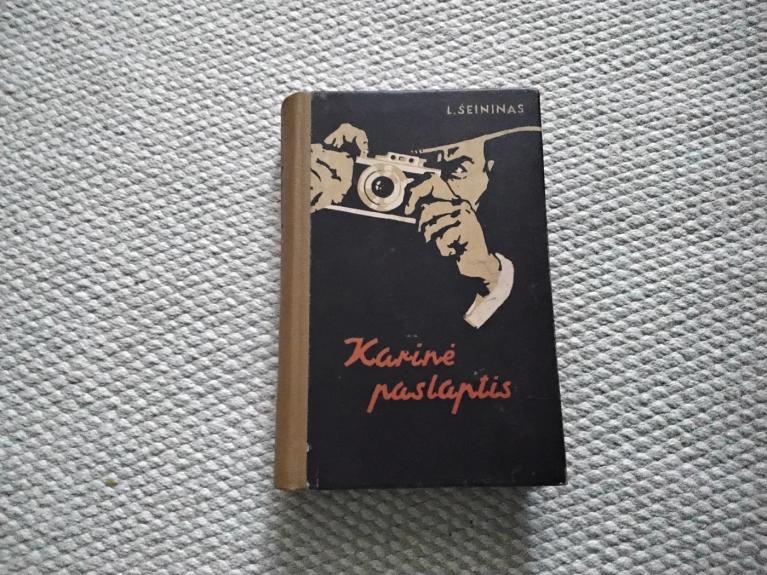 L. ŠEININAS
Karinė
paslaptis